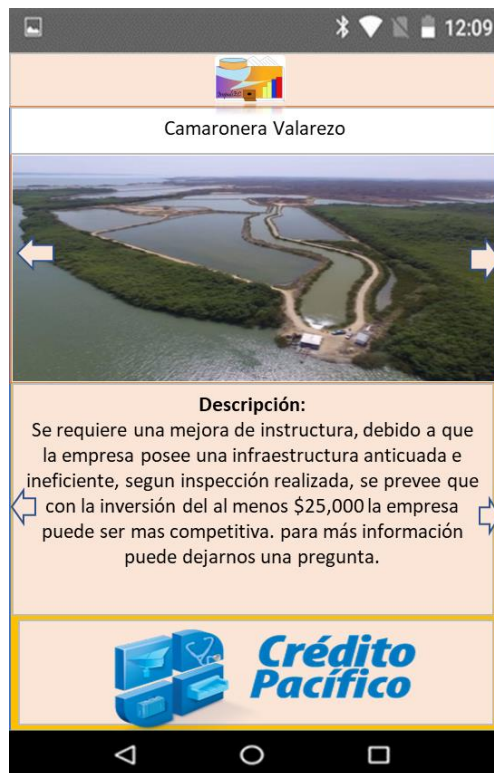 12:09
Camaronera Valarezo
Descripción:
Se requiere una mejora de instructura, debido a que
la empresa posee una infraestructura anticuada e
ineficiente, segun inspección realizada, se prevee que
con la inversión del al menos $25,000 la empresa
puede ser mas competitiva. para más información
puede dejarnos una pregunta.
Crédito
Pacífico